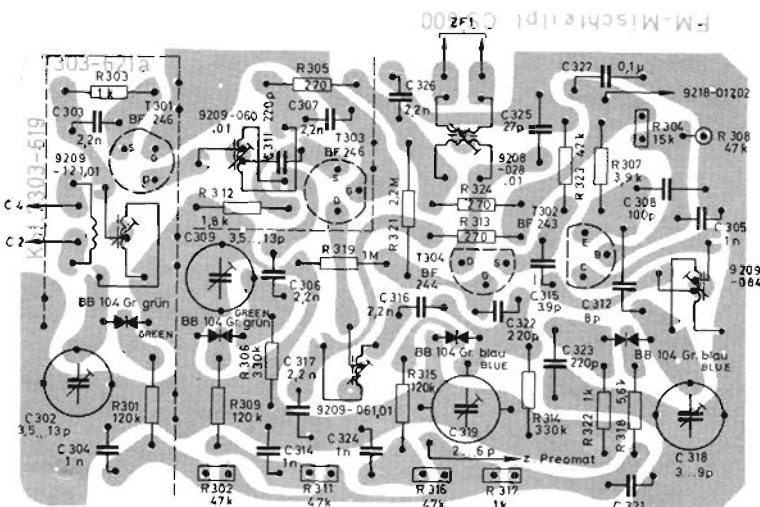 FM-Mischteilpl CS600
303-621a
ZF1
R303
1k
C303
2,2n
T301
BF
246
S
G
D
9209
-121,01
C4
C2
BB 104 Gr. grün
GREEN
C302
3,5...13p
R301
120k
C304
1n
R305
270
9209-060
,01
C311 220p
C307
2,2n
T303
BF 246
S
G
D
R312
1,8k
C309
3,5...13p
R319 1M
C306
2,2n
GREEN
BB 104 Gr. grün
R306
330k
R309
120k
C317
2,2n
9209-061,01
C314
1n
R302
47k
R311
47k
C324
1n
C326
2,2n
R321
2,2M
9208
-028
.01
C325
27p
R324
270
R313
270
T304
BF
244
D
S
G
C316
2,2n
C322
220p
BB 104 Gr. blau
BLUE
R315
120k
C319
2...6p
z. Preomat
R316
47k
R317
1k
R314
330k
C327
0,1µ
9218-01202
R323 42k
R304
15k
R308
47k
R307
3,9k
C308
100p
C305
1n
T302
BF
243
E
B
C
C315
3,9p
C312
8p
9209
-084
C323
220p
BB 104 Gr. blau
BLUE
R322 1k
R318 5,6k
C318
3...9p
C321